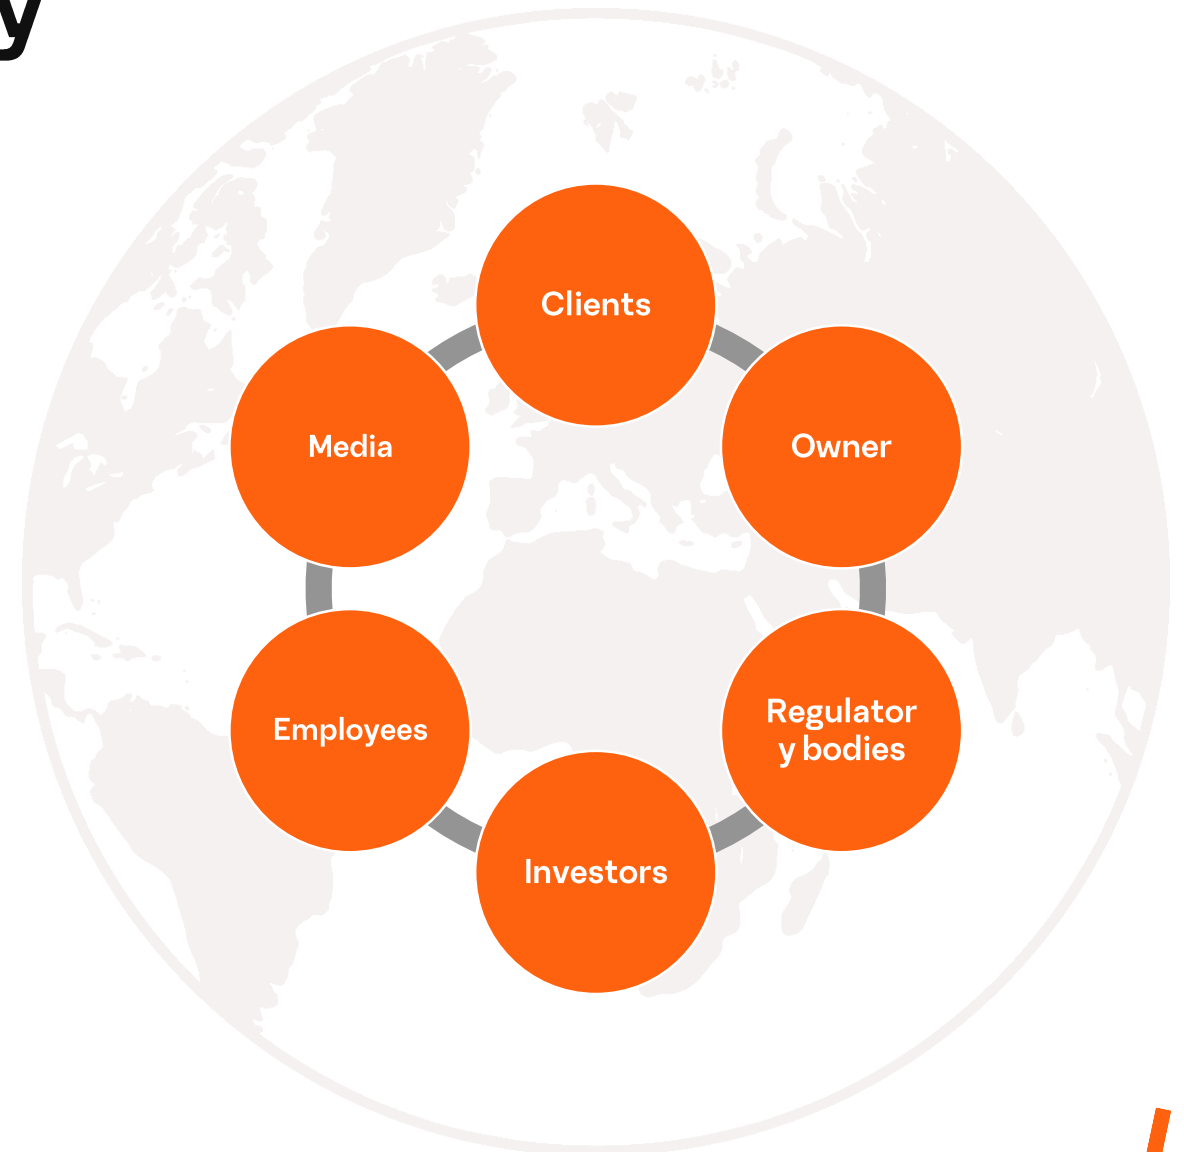 y
Clients
Media
Owner
Employees
Regulator
y bodies
Investors